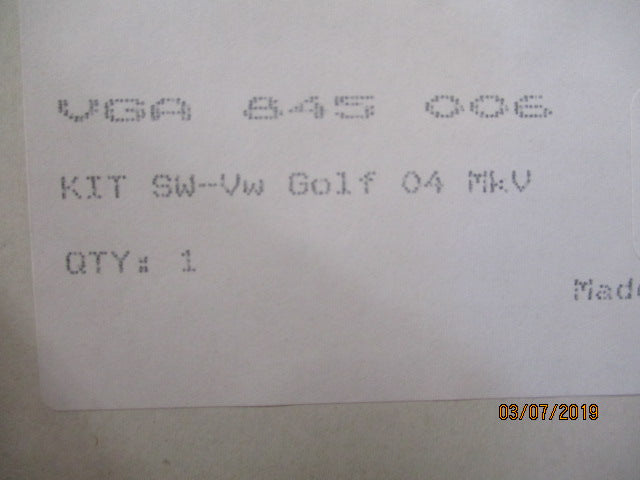 VGA 845 006
KIT SW-Vw Golf 04 MkV
QTY: 1
Made
03/07/2019